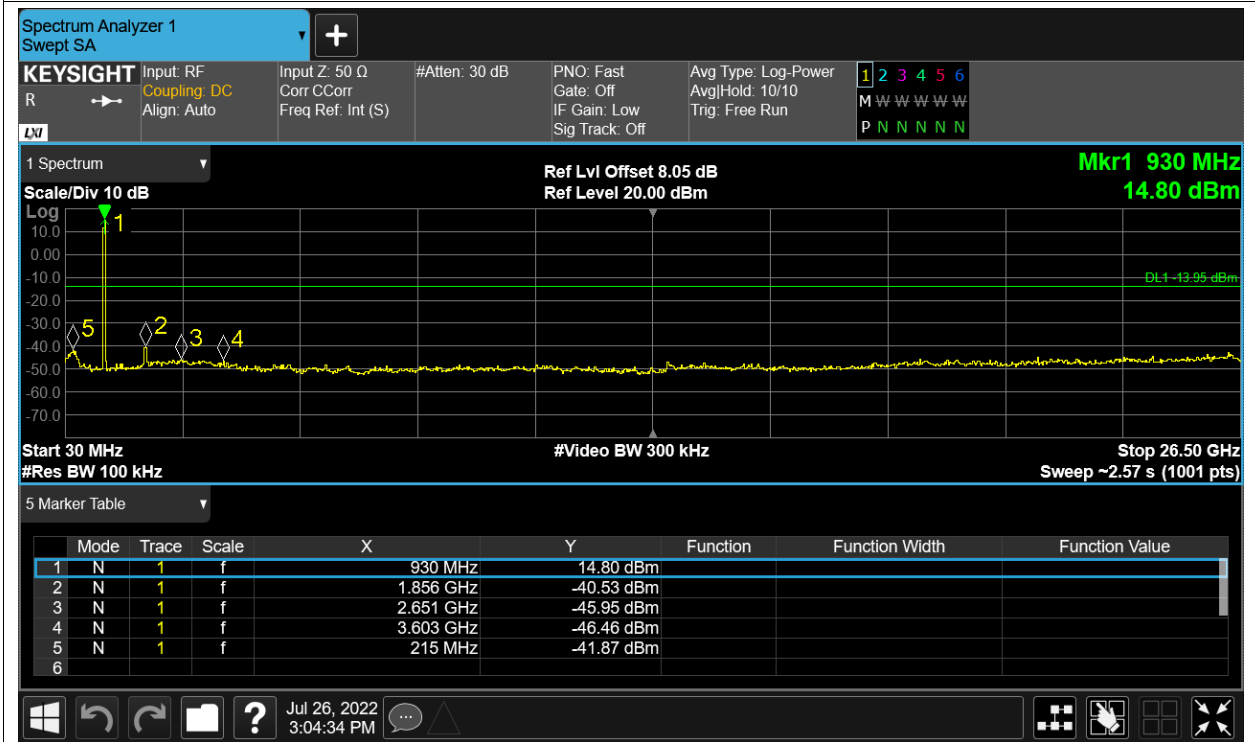 Spectrum Analyzer 1
Swept SA
+
KEYSIGHT Input: RF Input Z: 50 Ω #Atten: 30 dB PNO: Fast Avg Type: Log-Power 1 2 3 4 5 6
R Coupling: DC Corr CCorr Gate: Off Avg|Hold: 10/10 M W W W W W
Align: Auto Freq Ref: Int (S) IF Gain: Low Trig: Free Run
LXI Sig Track: Off P N N N N N
1 Spectrum Ref Lvl Offset 8.05 dB Mkr1 930 MHz
Scale/Div 10 dB Ref Level 20.00 dBm 14.80 dBm
Log
1
10.0
0.00
-10.0 DL1 -13.95 dBm
-20.0
-30.0 5 2
-40.0 3 4
-50.0
-60.0
-70.0
Start 30 MHz #Video BW 300 kHz Stop 26.50 GHz
#Res BW 100 kHz Sweep ~2.57 s (1001 pts)
5 Marker Table
Mode Trace Scale X Y Function Function Width Function Value
1 N 1 f 930 MHz 14.80 dBm
2 N 1 f 1.856 GHz -40.53 dBm
3 N 1 f 2.651 GHz -45.95 dBm
4 N 1 f 3.603 GHz -46.46 dBm
5 N 1 f 215 MHz -41.87 dBm
6
? Jul 26, 2022
3:04:34 PM